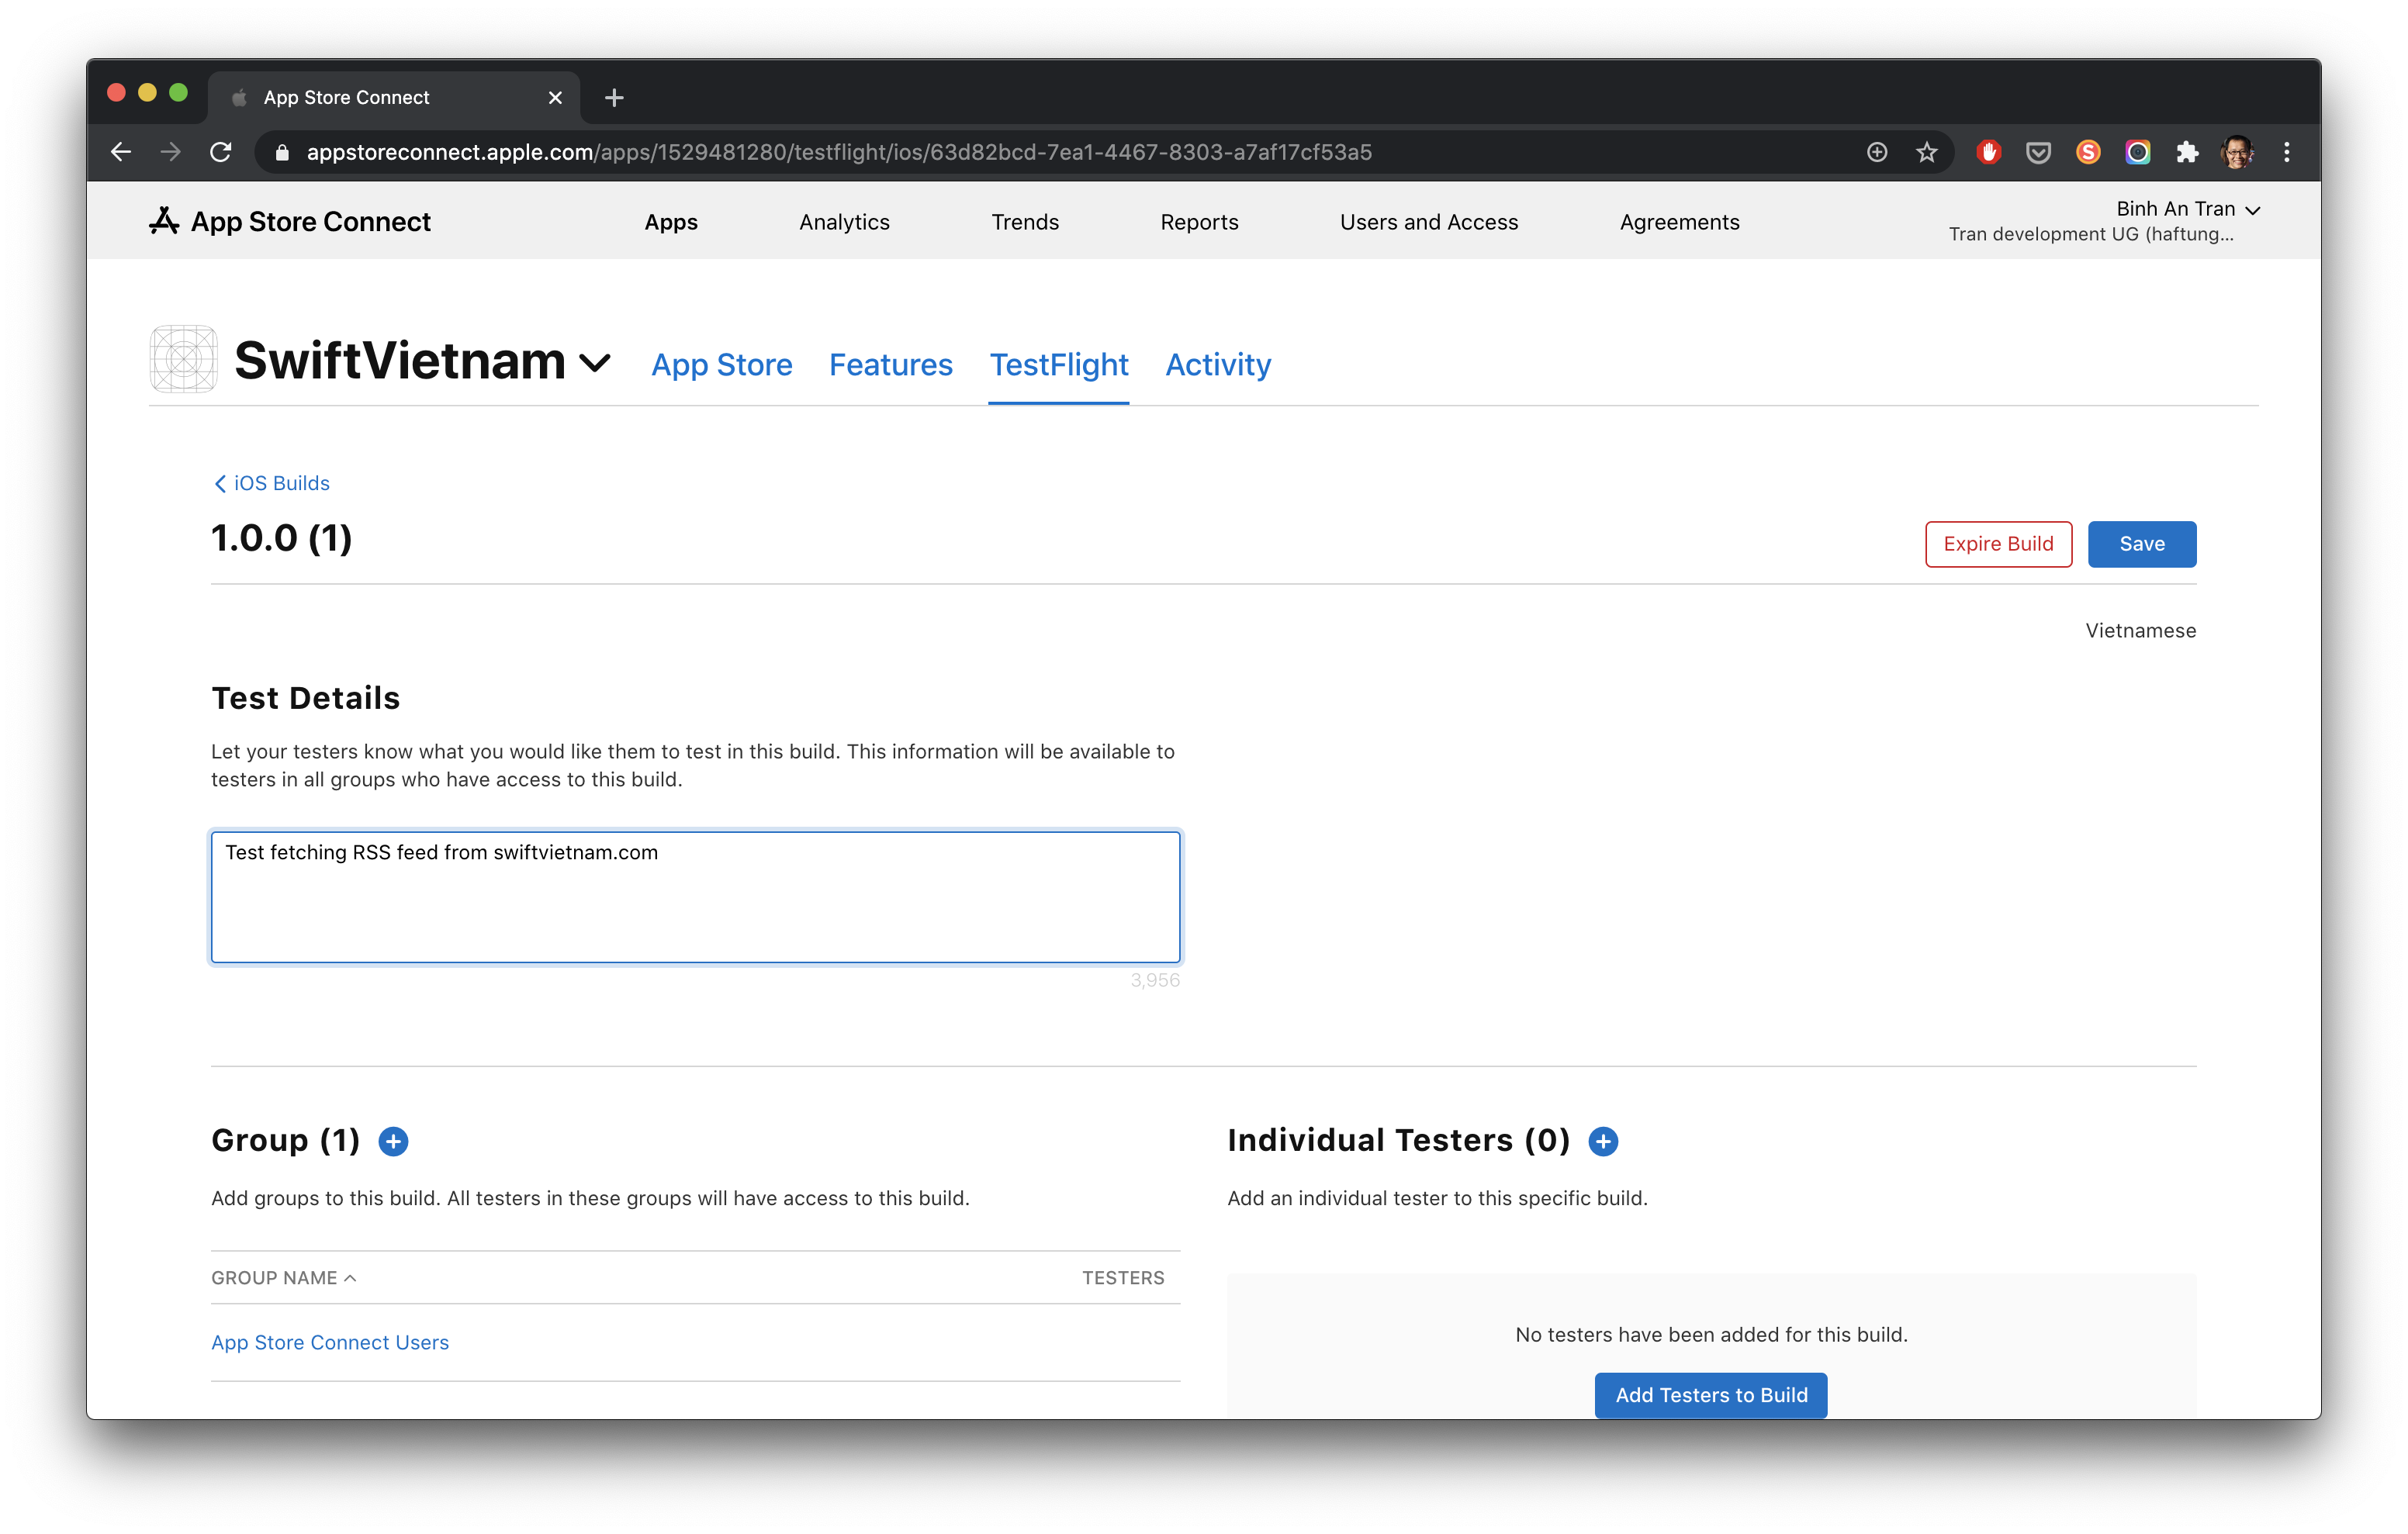 App Store Connect
appstoreconnect.apple.com/apps/1529481280/testflight/ios/63d82bcd-7ea1-4467-8303-a7af17cf53a5
App Store Connect
Apps
Analytics
Trends
Reports
Users and Access
Agreements
Binh An Tran
Tran development UG (haftung...
SwiftVietnam
App Store
Features
TestFlight
Activity
iOS Builds
1.0.0 (1)
Expire Build
Save
Vietnamese
Test Details
Let your testers know what you would like them to test in this build. This information will be available to
testers in all groups who have access to this build.
Test fetching RSS feed from swiftvietnam.com
3,956
Group (1)
Add groups to this build. All testers in these groups will have access to this build.
GROUP NAME
TESTERS
App Store Connect Users
Individual Testers (0)
Add an individual tester to this specific build.
No testers have been added for this build.
Add Testers to Build